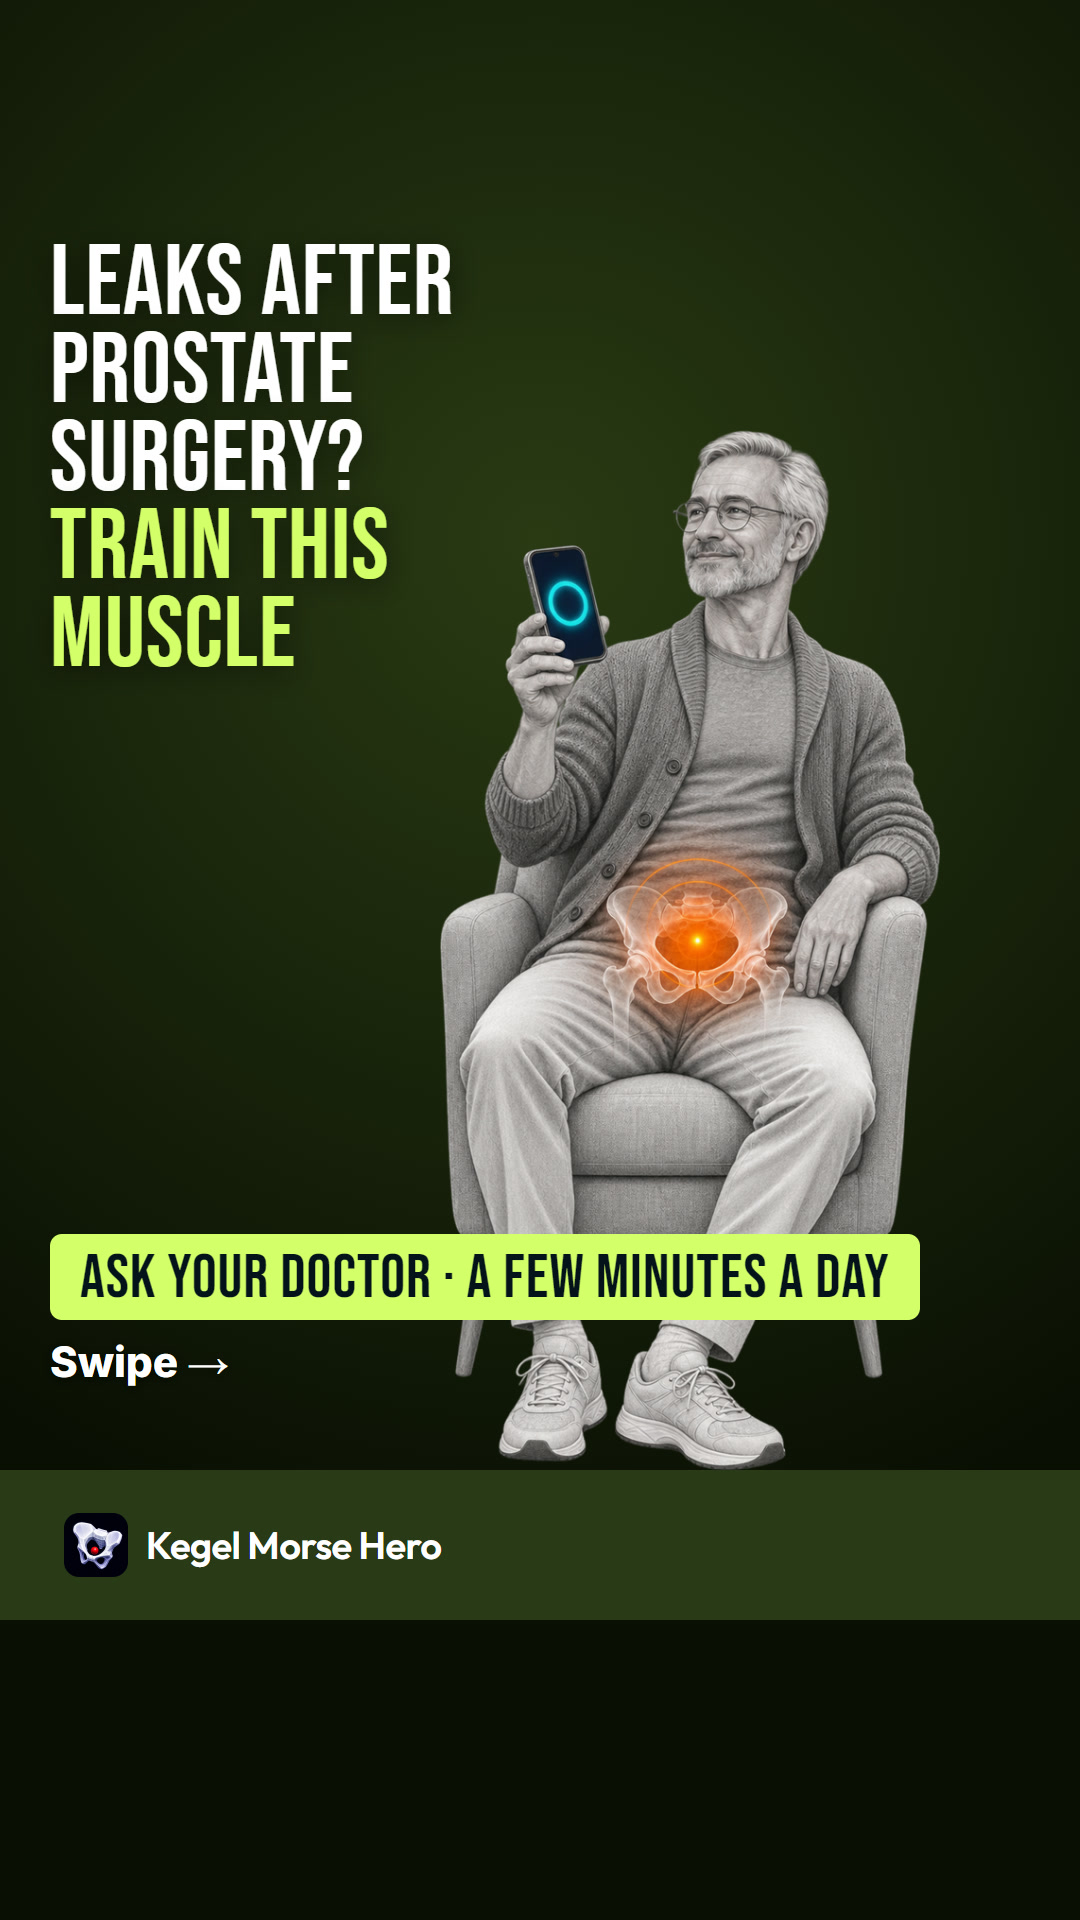 LEAKS AFTER
PROSTATE
SURGERY?
TRAIN THIS
MUSCLE
ASK YOUR DOCTOR · A FEW MINUTES A DAY
Swipe →
Kegel Morse Hero